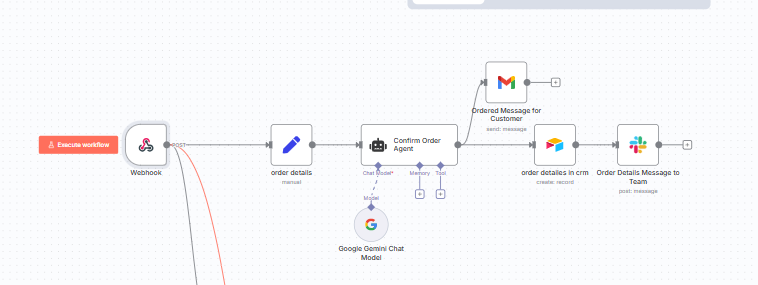 Execute workflow
POST
Webhook
order details
manual
Confirm Order
Agent
Chat Model*
Memory
Tool
Model
Google Gemini Chat
Model
Ordered Message for
Customer
send: message
order detailes in crm
create: record
Order Details Message to
Team
post: message